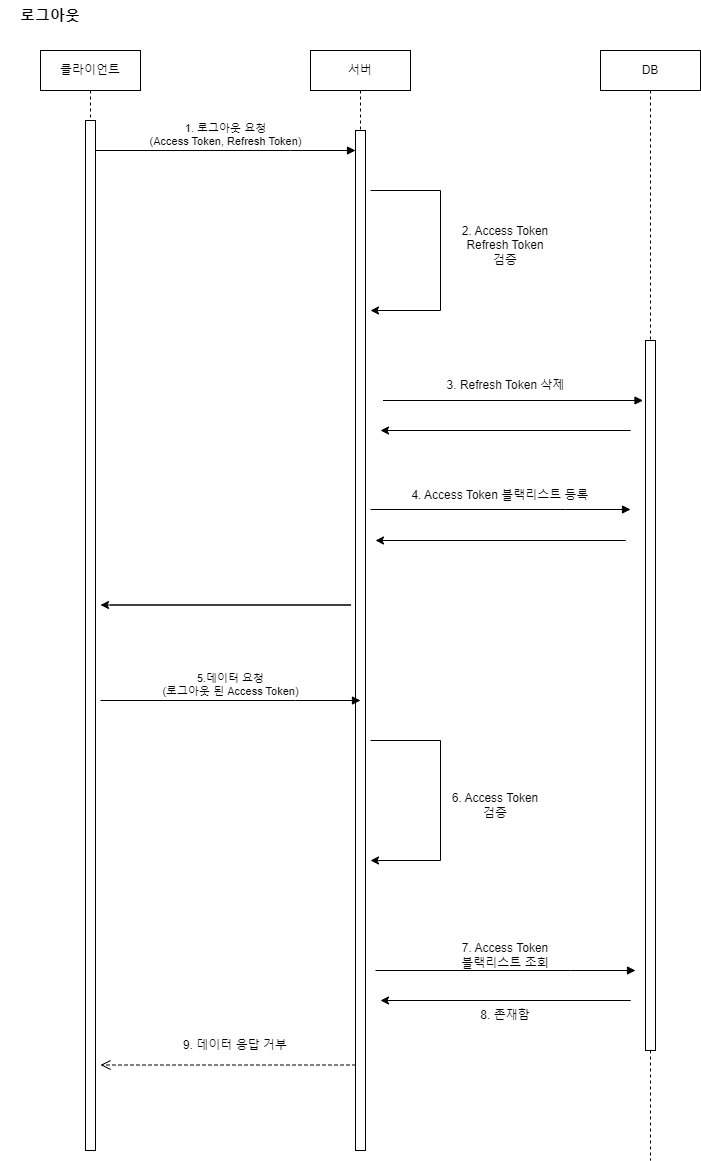 로그아웃
클라이언트
서버
DB
1. 로그아웃 요청
(Access Token, Refresh Token)
2. Access Token
Refresh Token
검증
3. Refresh Token 삭제
4. Access Token 블랙리스트 등록
5.데이터 요청
(로그아웃 된 Access Token)
6. Access Token
검증
7. Access Token
블랙리스트 조회
8. 존재함
9. 데이터 응답 거부